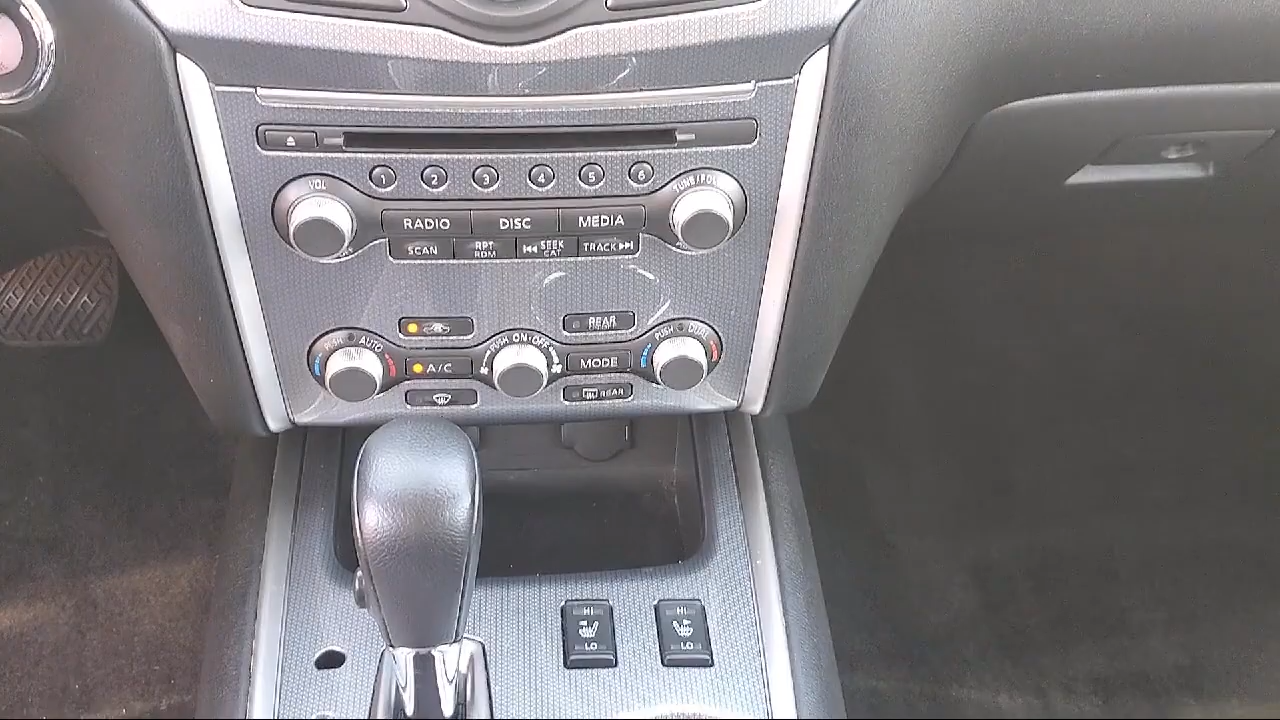 1 2 3 4 5 6
VOL
TUNE/FOL
RADIO DISC MEDIA
SCAN RPT SEEK TRACK
RDM CAT
REAR
PUSH AUTO
PUSH ON·OFF
PUSH DUAL
A/C
MODE
REAR
HI HI
LO LO